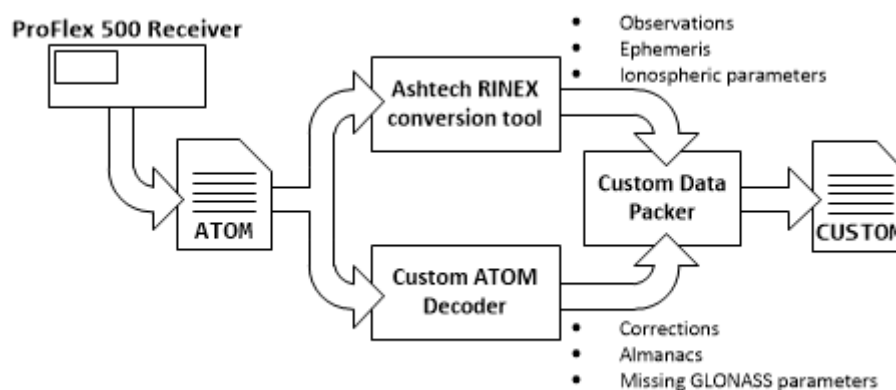 ProFlex 500 Receiver
ATOM
Ashtech RINEX
conversion tool
• Observations
• Ephemeris
• Ionospheric parameters
Custom ATOM
Decoder
• Corrections
• Almanacs
• Missing GLONASS parameters
Custom Data
Packer
CUSTOM